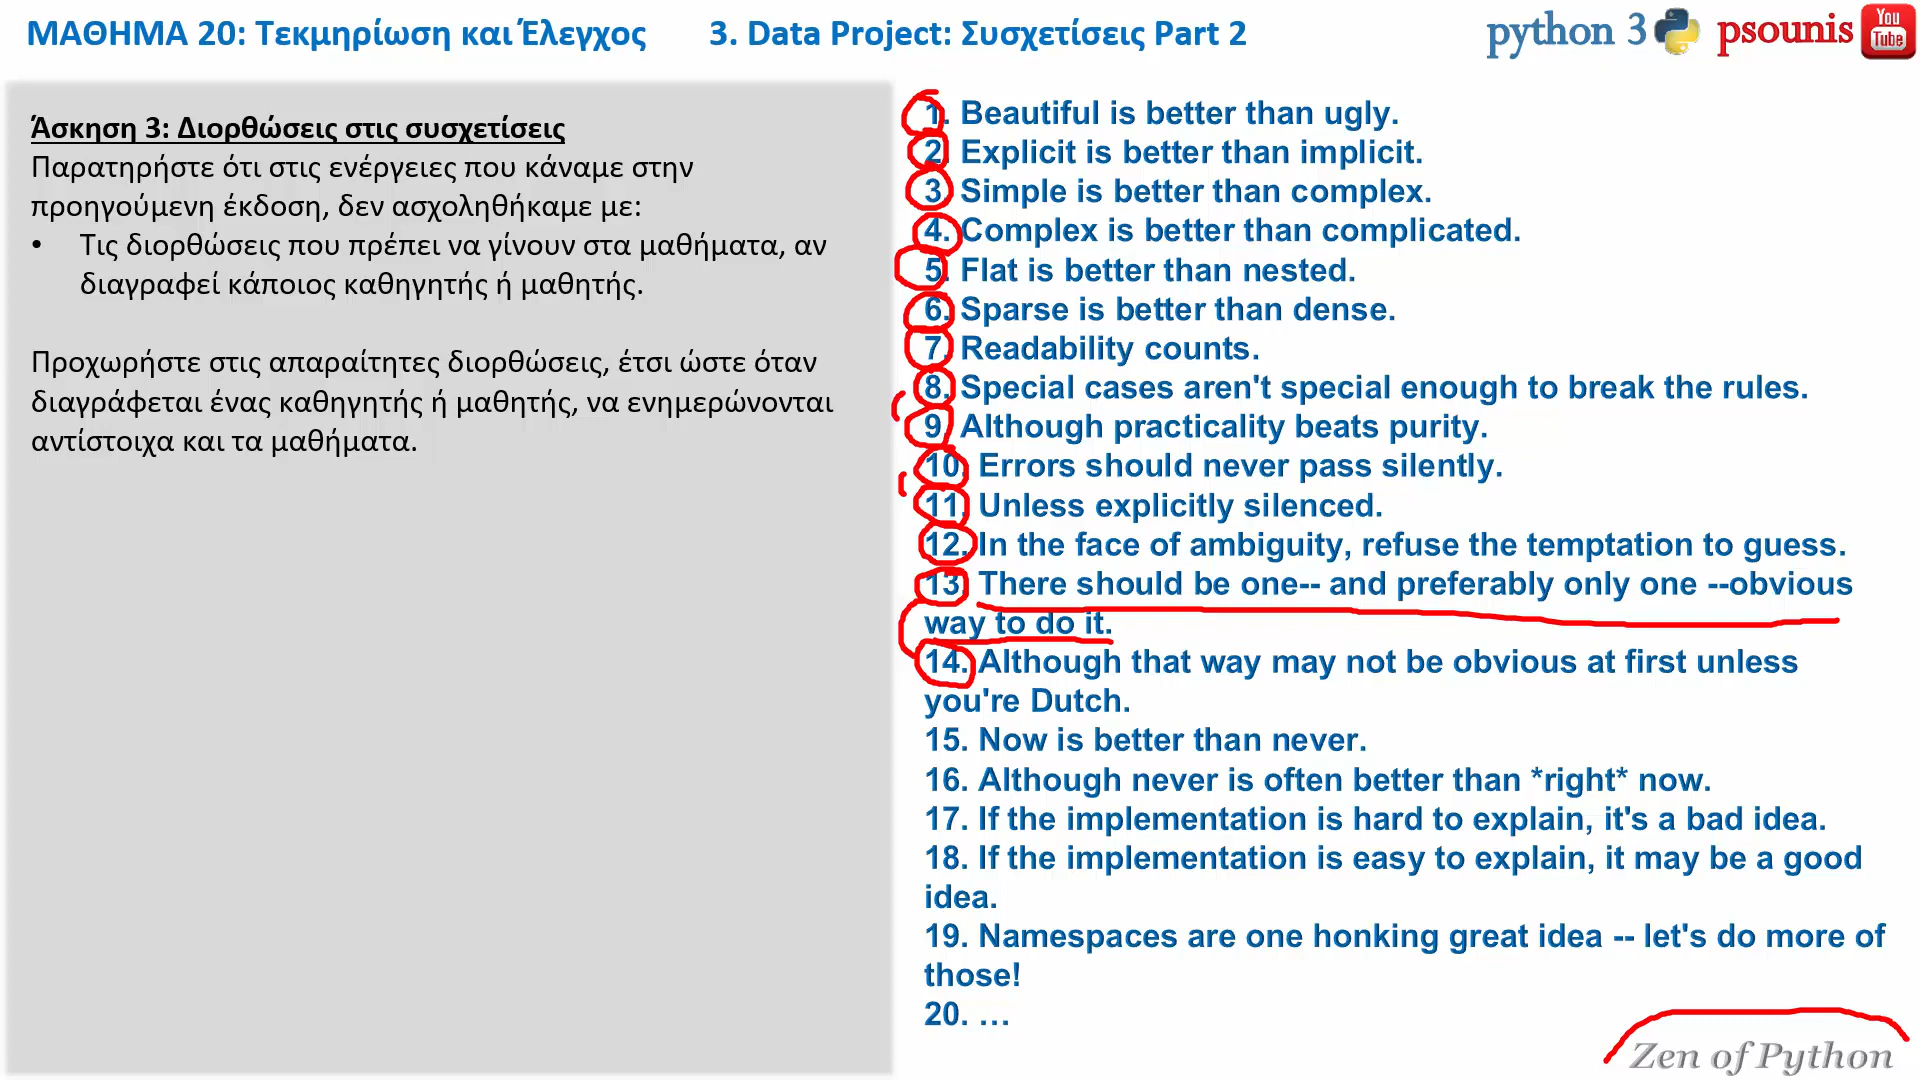 ΜΑΘΗΜΑ 20: Τεκμηρίωση και Έλεγχος
3. Data Project: Συσχετίσεις Part 2
python 3
psounis
You
Tube
Άσκηση 3: Διορθώσεις στις συσχετίσεις
Παρατηρήστε ότι στις ενέργειες που κάναμε στην
προηγούμενη έκδοση, δεν ασχοληθήκαμε με:
• Τις διορθώσεις που πρέπει να γίνουν στα μαθήματα, αν
διαγραφεί κάποιος καθηγητής ή μαθητής.
Προχωρήστε στις απαραίτητες διορθώσεις, έτσι ώστε όταν
διαγράφεται ένας καθηγητής ή μαθητής, να ενημερώνονται
αντίστοιχα και τα μαθήματα.
1. Beautiful is better than ugly.
2. Explicit is better than implicit.
3. Simple is better than complex.
4. Complex is better than complicated.
5. Flat is better than nested.
6. Sparse is better than dense.
7. Readability counts.
8. Special cases aren't special enough to break the rules.
9. Although practicality beats purity.
10. Errors should never pass silently.
11. Unless explicitly silenced.
12. In the face of ambiguity, refuse the temptation to guess.
13. There should be one-- and preferably only one --obvious
way to do it.
14. Although that way may not be obvious at first unless
you're Dutch.
15. Now is better than never.
16. Although never is often better than *right* now.
17. If the implementation is hard to explain, it's a bad idea.
18. If the implementation is easy to explain, it may be a good
idea.
19. Namespaces are one honking great idea -- let's do more of
those!
20. …
Zen of Python